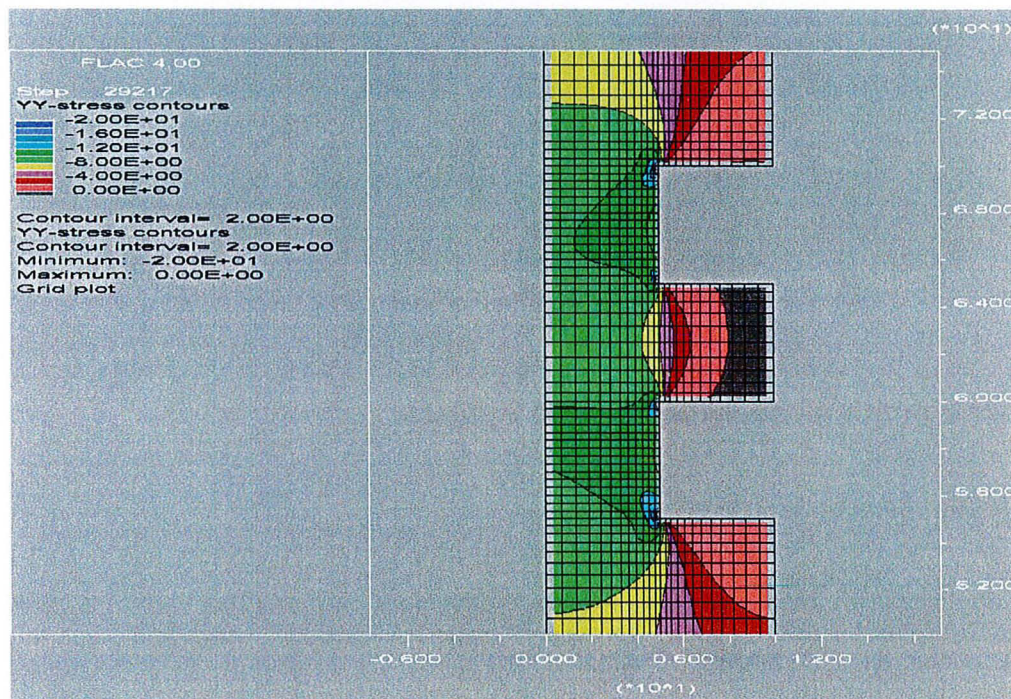 (*10^1)
FLAC 4.00
Step 29217
YY-stress contours
-2.00E+01
-1.60E+01
-1.20E+01
-8.00E+00
-4.00E+00
0.00E+00
Contour interval= 2.00E+00
YY-stress contours
Contour interval= 2.00E+00
Minimum: -2.00E+01
Maximum: 0.00E+00
Grid plot
7.200
6.800
6.400
6.000
5.600
5.200
-0.600 0.000 0.600 1.200
(*10^1)